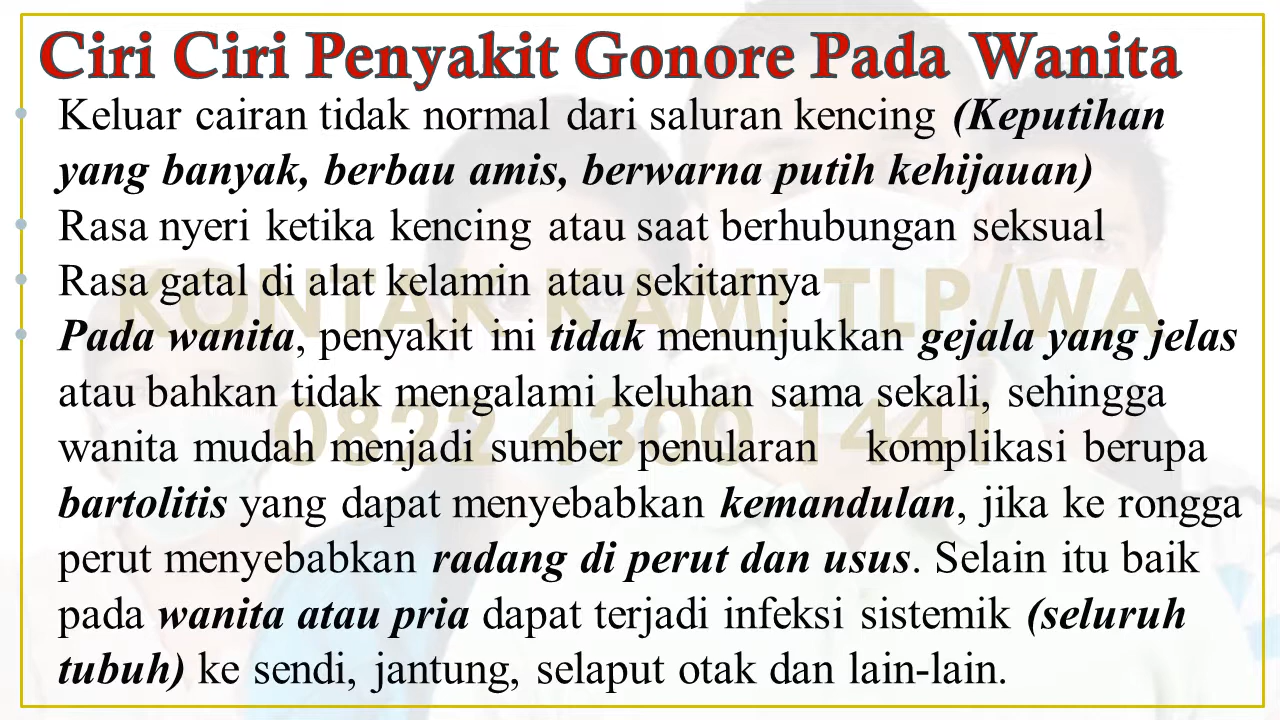 Ciri Ciri Penyakit Gonore Pada Wanita
• Keluar cairan tidak normal dari saluran kencing (Keputihan
yang banyak, berbau amis, berwarna putih kehijauan)
• Rasa nyeri ketika kencing atau saat berhubungan seksual
• Rasa gatal di alat kelamin atau sekitarnya
• Pada wanita, penyakit ini tidak menunjukkan gejala yang jelas
atau bahkan tidak mengalami keluhan sama sekali, sehingga
wanita mudah menjadi sumber penularan komplikasi berupa
bartolitis yang dapat menyebabkan kemandulan, jika ke rongga
perut menyebabkan radang di perut dan usus. Selain itu baik
pada wanita atau pria dapat terjadi infeksi sistemik (seluruh
tubuh) ke sendi, jantung, selaput otak dan lain-lain.
KONTAK KAMI TLP/WA
0822 4300 1441